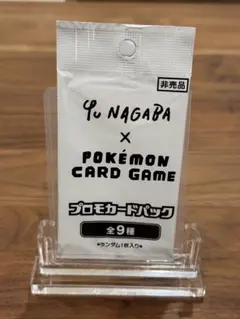 非売品
Yu NAGABA
×
POKÉMON
CARD GAME
プロモカードパック
全9種
※ランダム1枚入り※